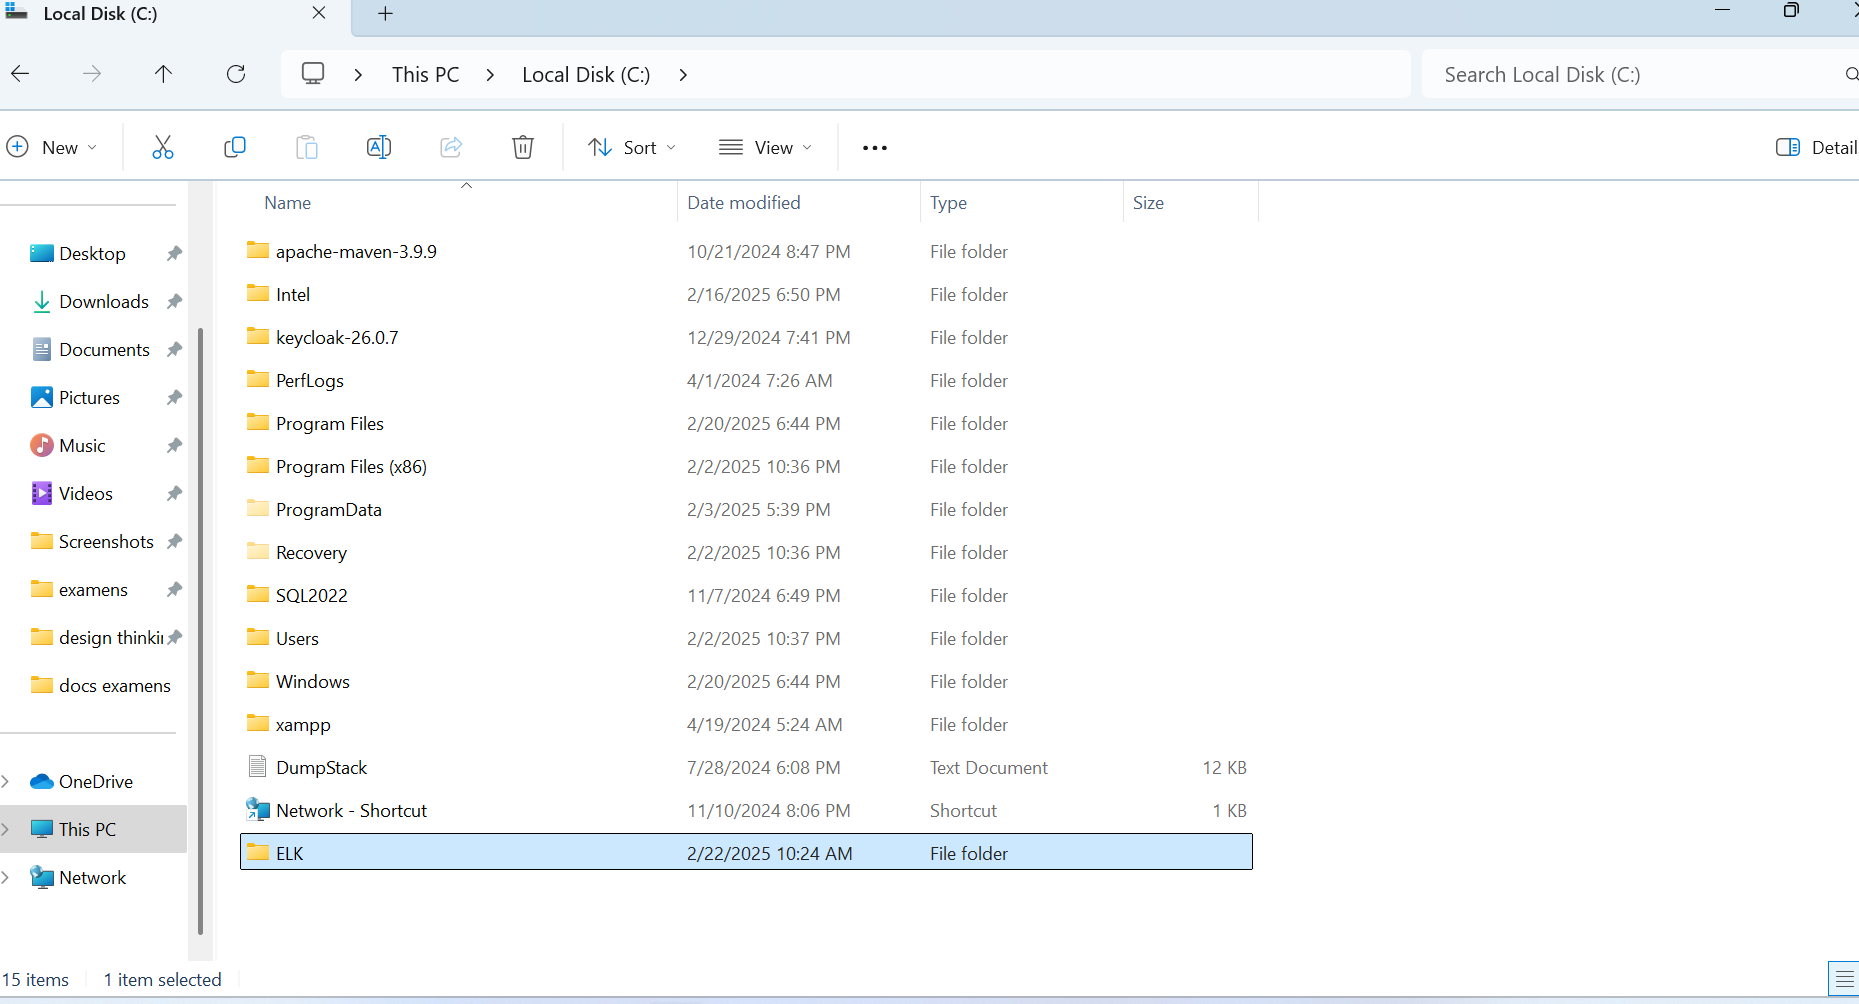 Local Disk (C:)
This PC
Local Disk (C:)
Search Local Disk (C:)
New
Sort
View
Detail
Name
Date modified
Type
Size
Desktop
Downloads
Documents
Pictures
Music
Videos
Screenshots
examens
design thinkin
docs examens
OneDrive
This PC
Network
apache-maven-3.9.9 10/21/2024 8:47 PM File folder
Intel 2/16/2025 6:50 PM File folder
keycloak-26.0.7 12/29/2024 7:41 PM File folder
PerfLogs 4/1/2024 7:26 AM File folder
Program Files 2/20/2025 6:44 PM File folder
Program Files (x86) 2/2/2025 10:36 PM File folder
ProgramData 2/3/2025 5:39 PM File folder
Recovery 2/2/2025 10:36 PM File folder
SQL2022 11/7/2024 6:49 PM File folder
Users 2/2/2025 10:37 PM File folder
Windows 2/20/2025 6:44 PM File folder
xampp 4/19/2024 5:24 AM File folder
DumpStack 7/28/2024 6:08 PM Text Document 12 KB
Network - Shortcut 11/10/2024 8:06 PM Shortcut 1 KB
ELK 2/22/2025 10:24 AM File folder
15 items
1 item selected